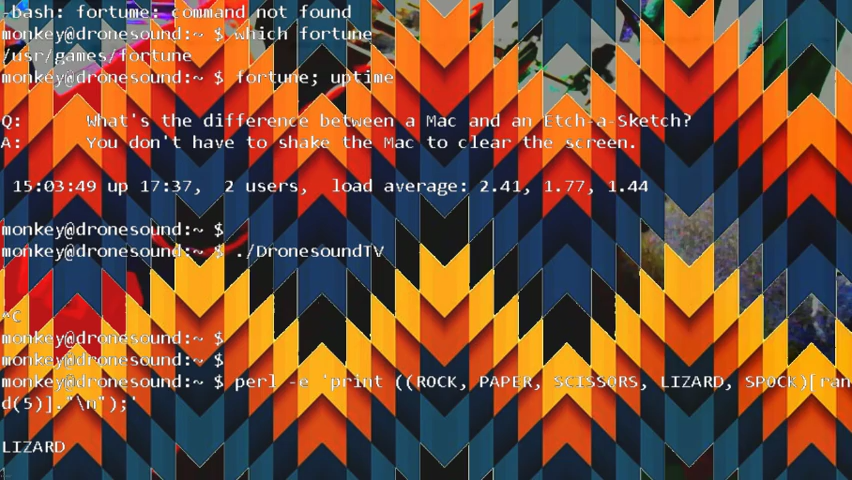 -bash: fortume: command not found
monkey@dronesound:~ $ which fortune
/usr/games/fortune
monkey@dronesound:~ $ fortune; uptime
Q: What's the difference between a Mac and an Etch-a-Sketch?
A: You don't have to shake the Mac to clear the screen.
15:03:49 up 17:37, 2 users, load average: 2.41, 1.77, 1.44
monkey@dronesound:~ $
monkey@dronesound:~ $ ./DronesoundTV
^C
monkey@dronesound:~ $
monkey@dronesound:~ $
monkey@dronesound:~ $ perl -e 'print ((ROCK, PAPER, SCISSORS, LIZARD, SPOCK)[ran
d(5)]."\n");'
LIZARD